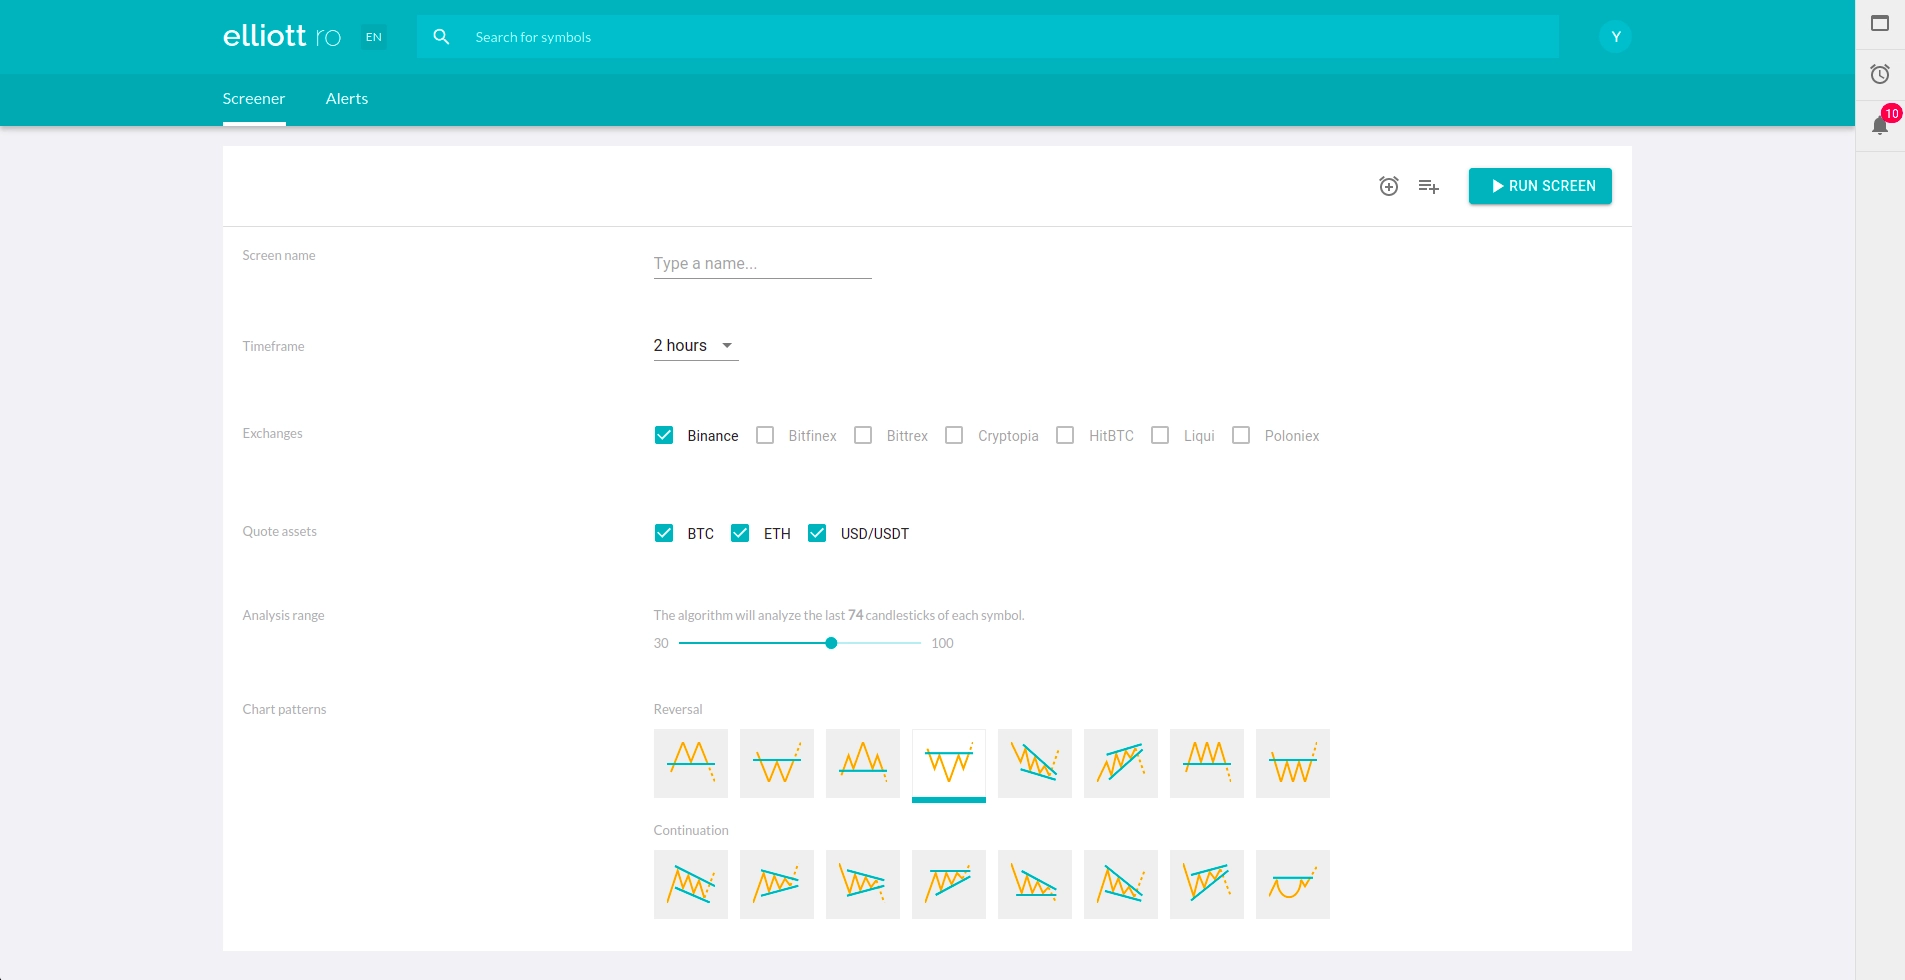 elliott ro EN Search for symbols Y
10
Screener Alerts
RUN SCREEN
Screen name Type a name...
Timeframe 2 hours
Exchanges Binance Bitfinex Bittrex Cryptopia HitBTC Liqui Poloniex
Quote assets BTC ETH USD/USDT
Analysis range The algorithm will analyze the last 74 candlesticks of each symbol.
30 100
Chart patterns Reversal
Continuation